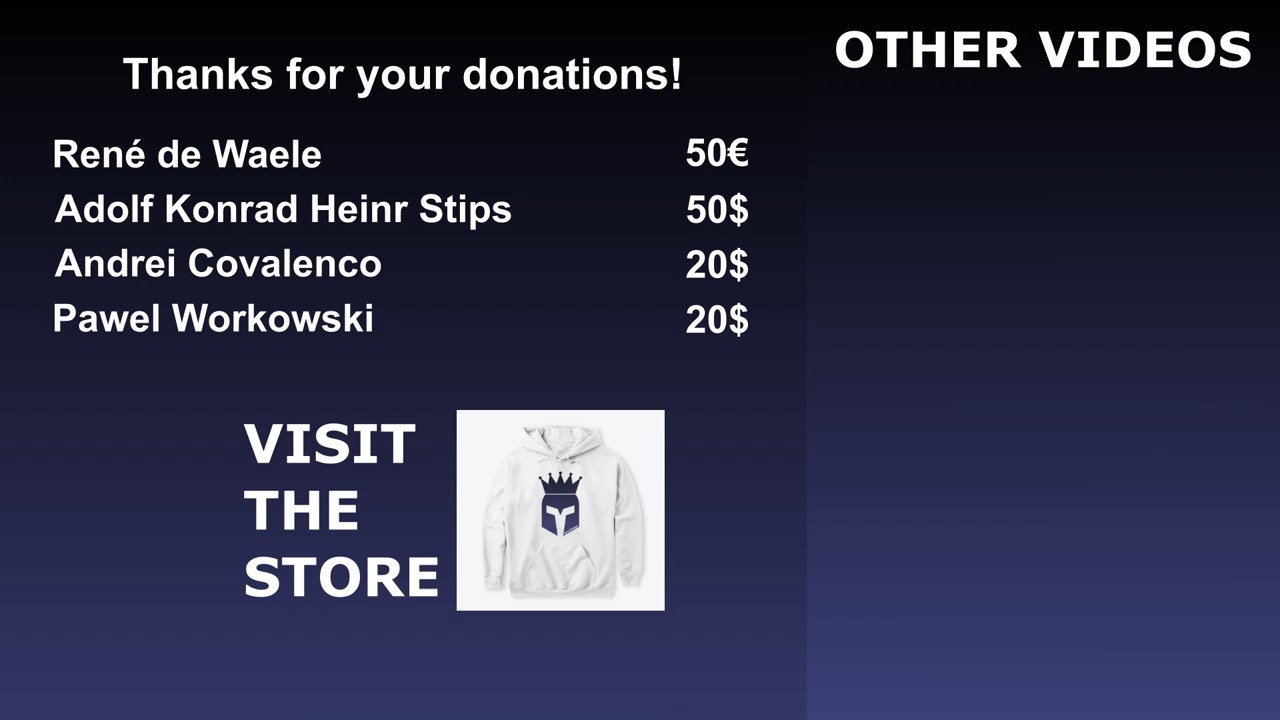 Thanks for your donations!
René de Waele 50€
Adolf Konrad Heinr Stips 50$
Andrei Covalenco 20$
Pawel Workowski 20$
VISIT
THE
STORE
OTHER VIDEOS